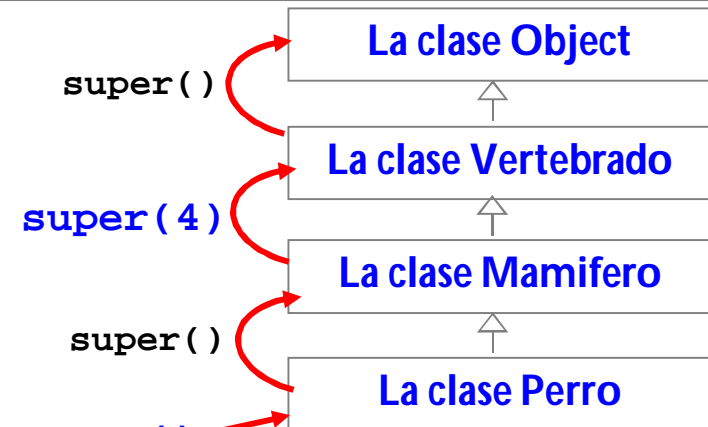 La clase Object
super()
La clase Vertebrado
super(4)
La clase Mamifero
super()
La clase Perro